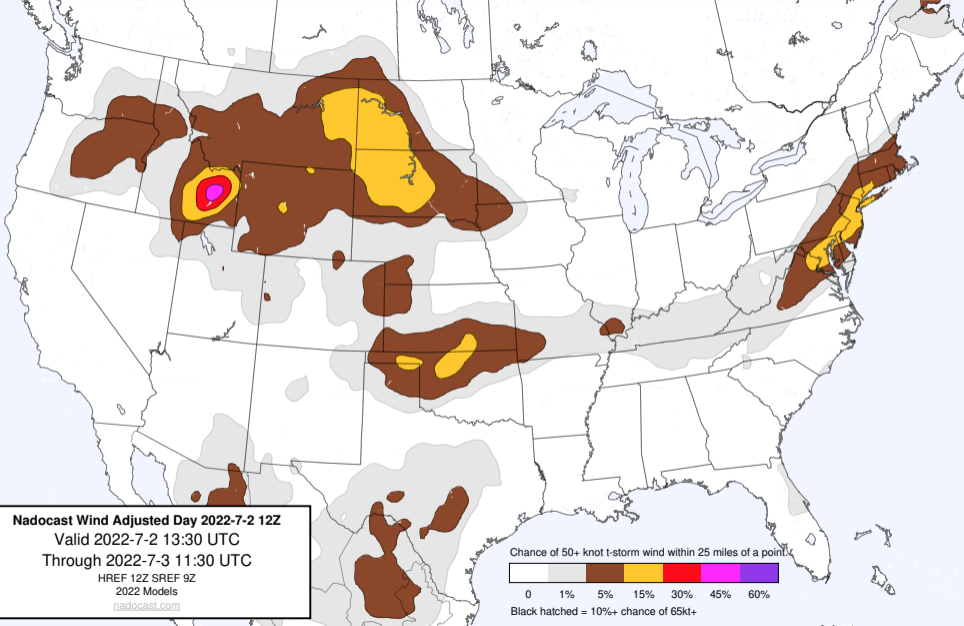 Nadocast Wind Adjusted Day 2022-7-2 12Z
Valid 2022-7-2 13:30 UTC
Through 2022-7-3 11:30 UTC
HREF 12Z SREF 9Z
2022 Models
nadocast.com
Chance of 50+ knot t-storm wind within 25 miles of a point.
0 1% 5% 15% 30% 45% 60%
Black hatched = 10%+ chance of 65kt+